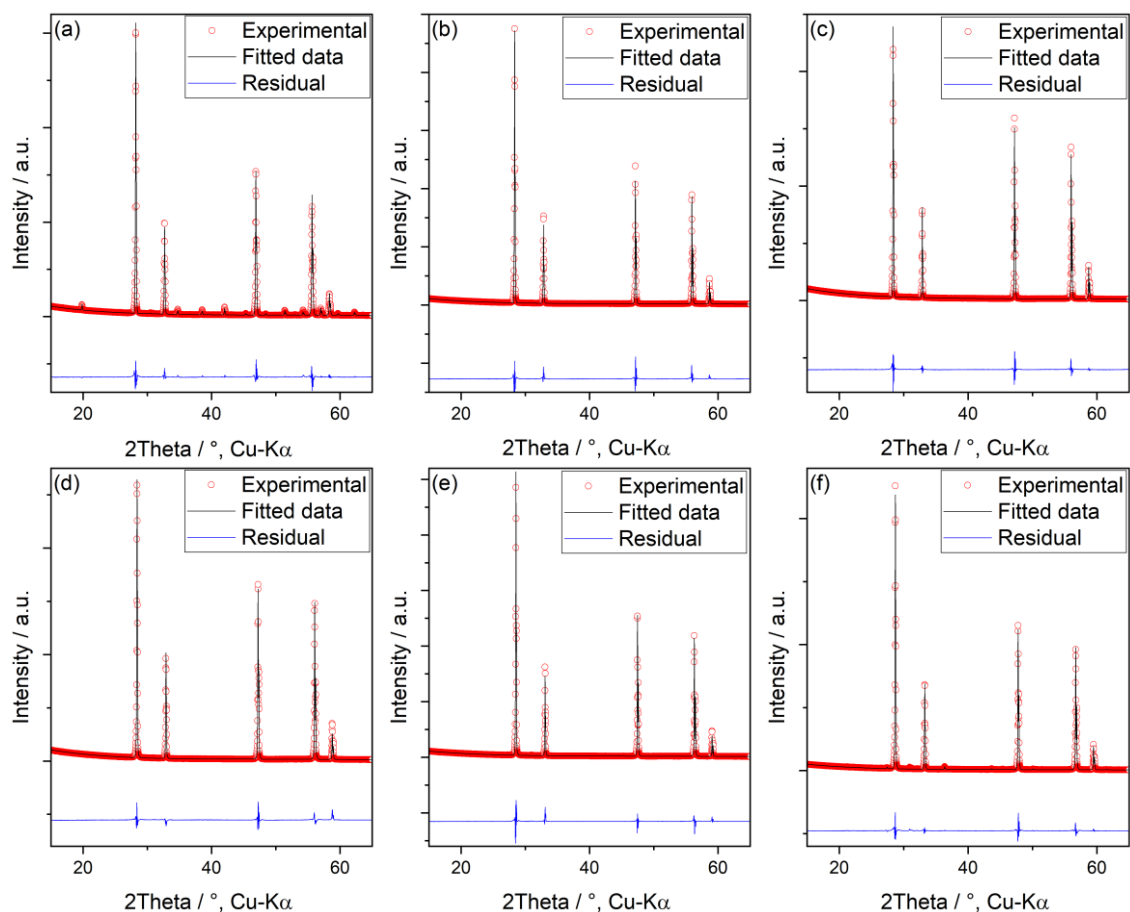 (a)
Experimental
Fitted data
Residual
Intensity / a.u.
20
40
60
2Theta / °, Cu-Kα
(b)
Experimental
Fitted data
Residual
Intensity / a.u.
20
40
60
2Theta / °, Cu-Kα
(c)
Experimental
Fitted data
Residual
Intensity / a.u.
20
40
60
2Theta / °, Cu-Kα
(d)
Experimental
Fitted data
Residual
Intensity / a.u.
20
40
60
2Theta / °, Cu-Kα
(e)
Experimental
Fitted data
Residual
Intensity / a.u.
20
40
60
2Theta / °, Cu-Kα
(f)
Experimental
Fitted data
Residual
Intensity / a.u.
20
40
60
2Theta / °, Cu-Kα